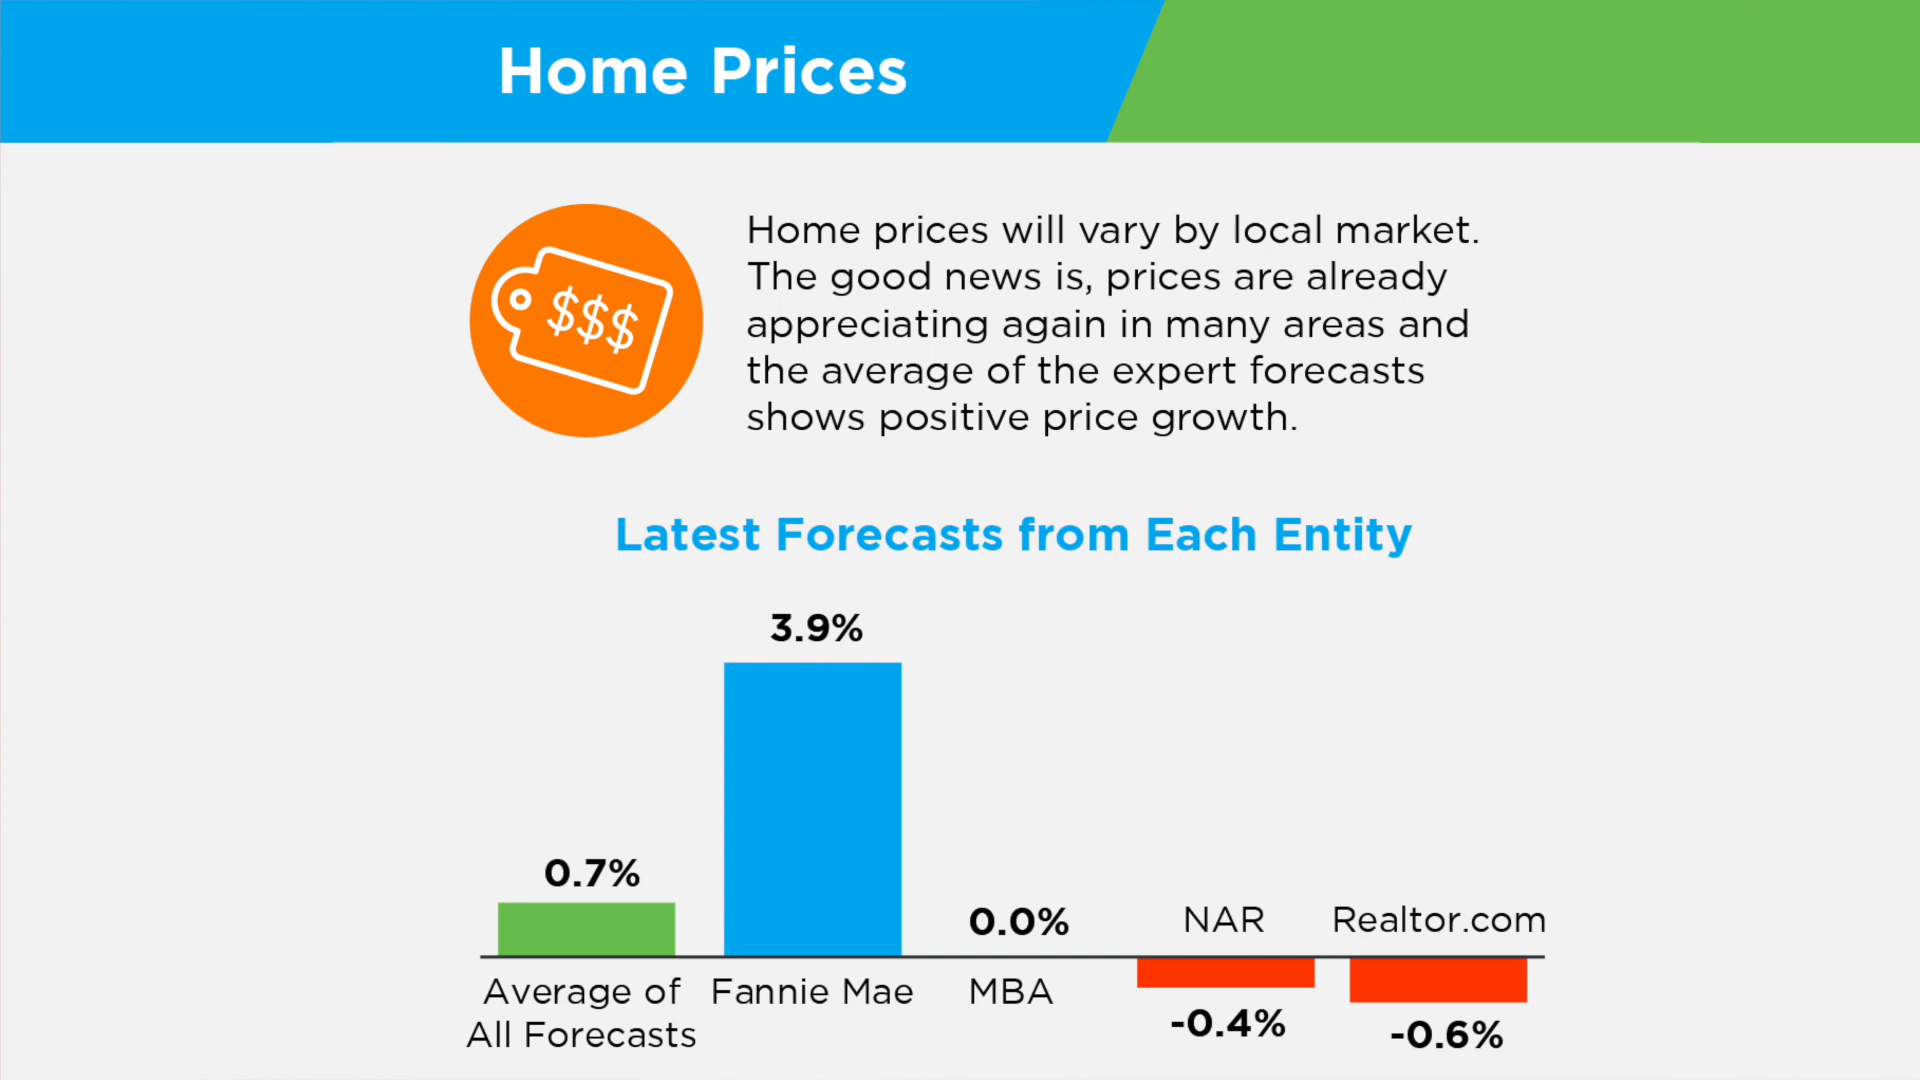 Home Prices
$$$
Home prices will vary by local market.
The good news is, prices are already
appreciating again in many areas and
the average of the expert forecasts
shows positive price growth.
Latest Forecasts from Each Entity
3.9%
0.7%
0.0%
NAR
Realtor.com
Average of
All Forecasts
Fannie Mae
MBA
-0.4%
-0.6%